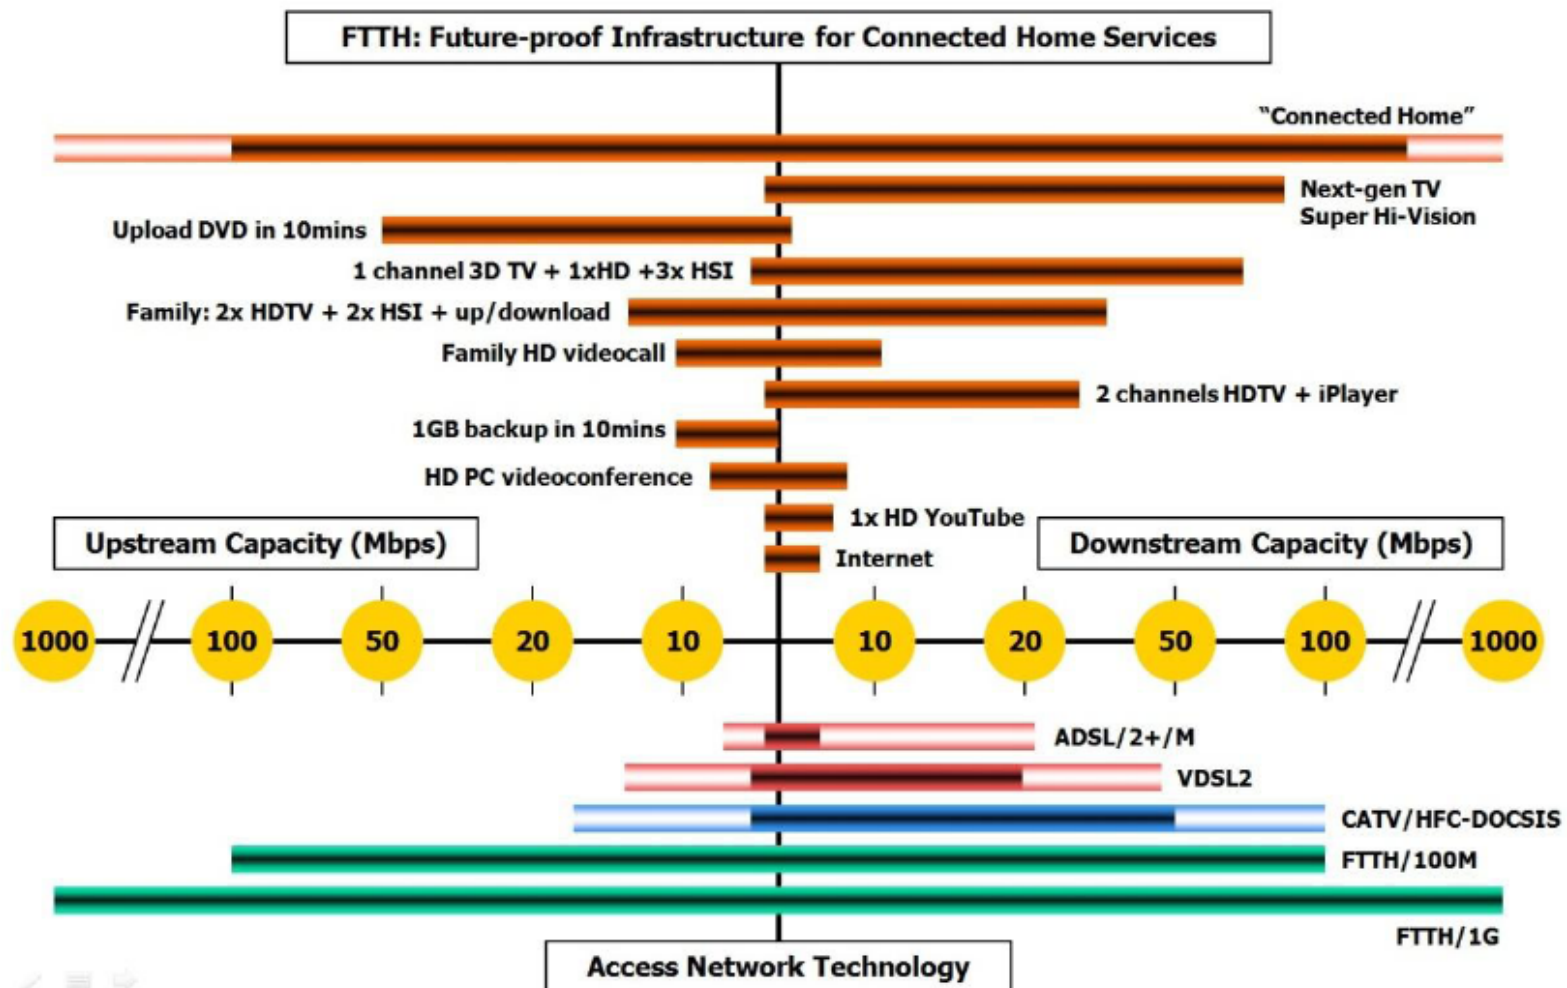 FTTH: Future-proof Infrastructure for Connected Home Services
"Connected Home"
Next-gen TV
Super Hi-Vision
Upload DVD in 10mins
1 channel 3D TV + 1xHD +3x HSI
Family: 2x HDTV + 2x HSI + up/download
Family HD videocall
2 channels HDTV + iPlayer
1GB backup in 10mins
HD PC videoconference
1x HD YouTube
Internet
Upstream Capacity (Mbps)
Downstream Capacity (Mbps)
1000 100 50 20 10 10 20 50 100 1000
ADSL/2+/M
VDSL2
CATV/HFC-DOCSIS
FTTH/100M
FTTH/1G
Access Network Technology